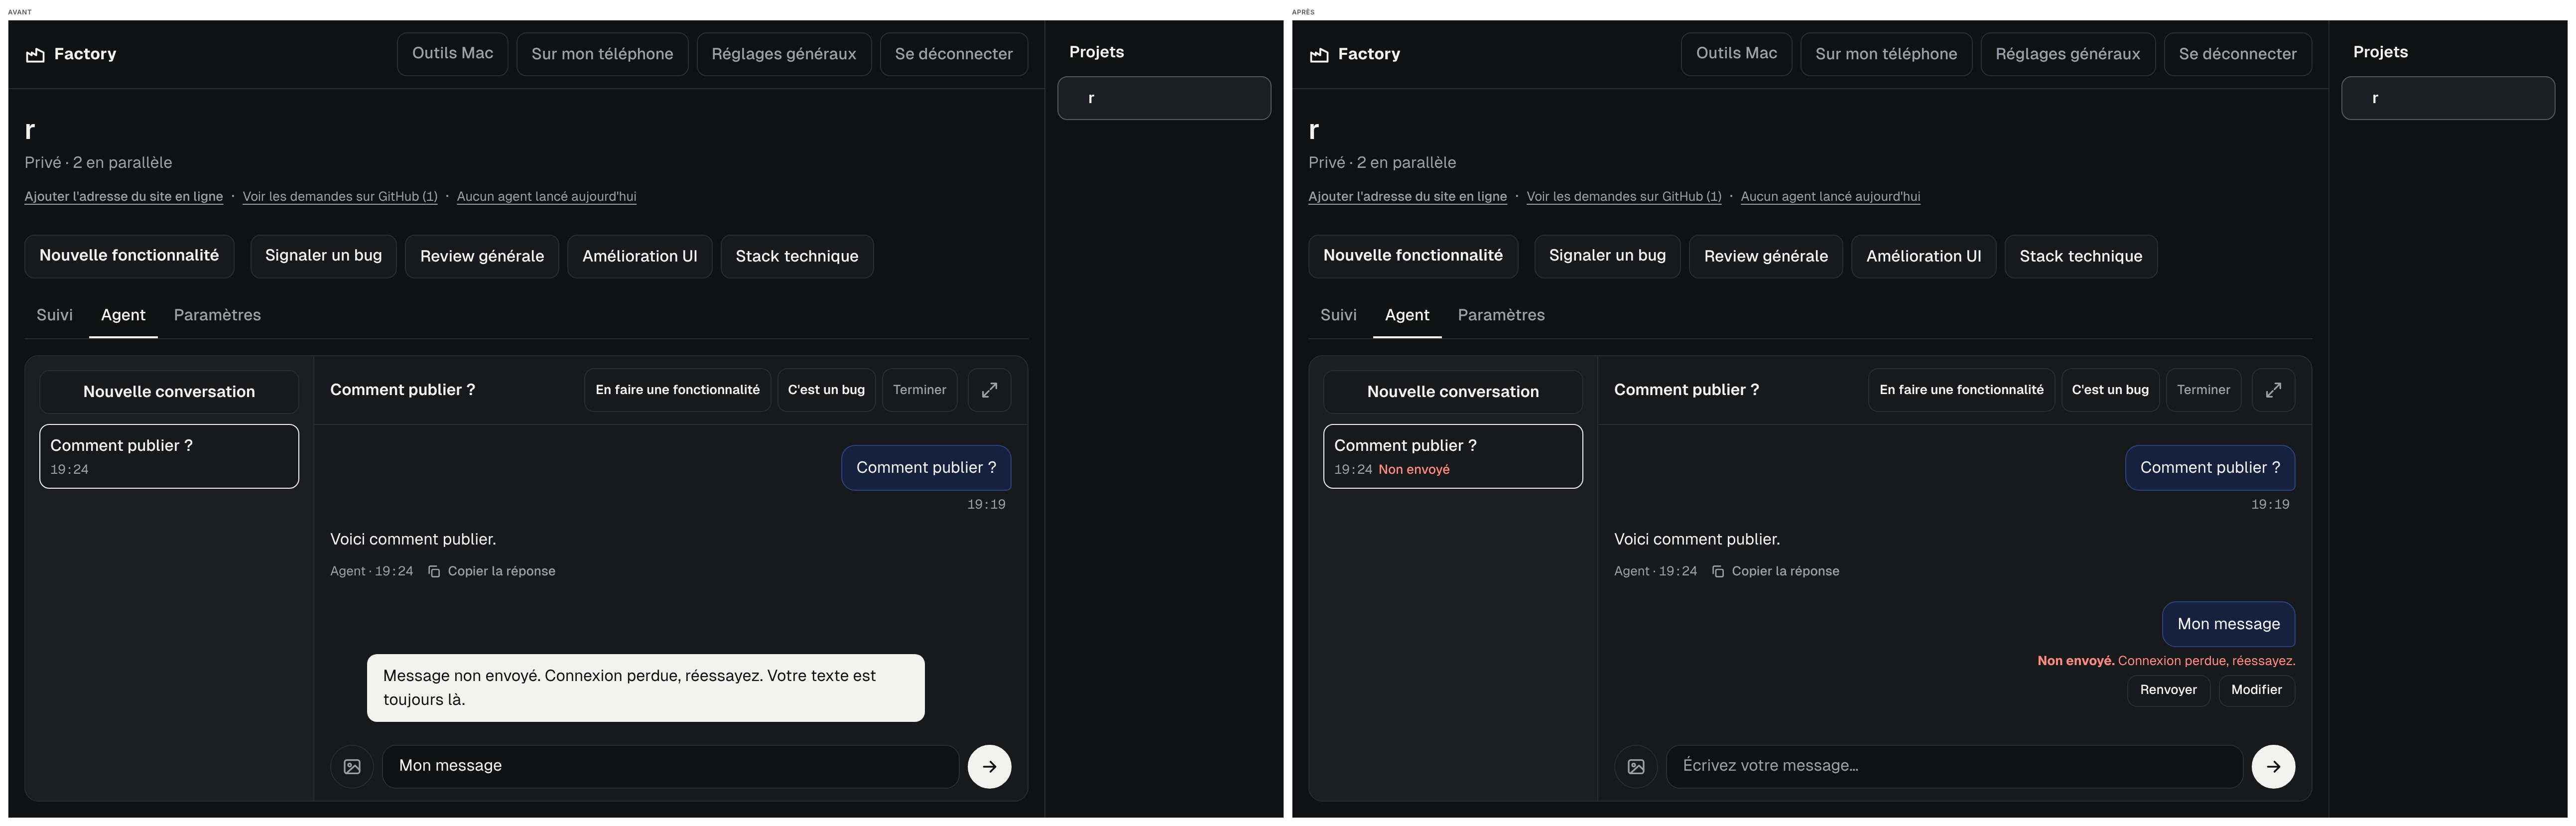 AVANT
Factory
Outils Mac
Sur mon téléphone
Réglages généraux
Se déconnecter
Projets
r
r
Privé · 2 en parallèle
Ajouter l'adresse du site en ligne · Voir les demandes sur GitHub (1) · Aucun agent lancé aujourd'hui
Nouvelle fonctionnalité
Signaler un bug
Review générale
Amélioration UI
Stack technique
Suivi
Agent
Paramètres
Nouvelle conversation
Comment publier ?
19:24
Comment publier ?
En faire une fonctionnalité
C'est un bug
Terminer
Comment publier ?
19:19
Voici comment publier.
Agent · 19:24
Copier la réponse
Message non envoyé. Connexion perdue, réessayez. Votre texte est
toujours là.
Mon message
APRÈS
Factory
Outils Mac
Sur mon téléphone
Réglages généraux
Se déconnecter
Projets
r
r
Privé · 2 en parallèle
Ajouter l'adresse du site en ligne · Voir les demandes sur GitHub (1) · Aucun agent lancé aujourd'hui
Nouvelle fonctionnalité
Signaler un bug
Review générale
Amélioration UI
Stack technique
Suivi
Agent
Paramètres
Nouvelle conversation
Comment publier ?
19:24 Non envoyé
Comment publier ?
En faire une fonctionnalité
C'est un bug
Terminer
Comment publier ?
19:19
Voici comment publier.
Agent · 19:24
Copier la réponse
Mon message
Non envoyé. Connexion perdue, réessayez.
Renvoyer
Modifier
Écrivez votre message…